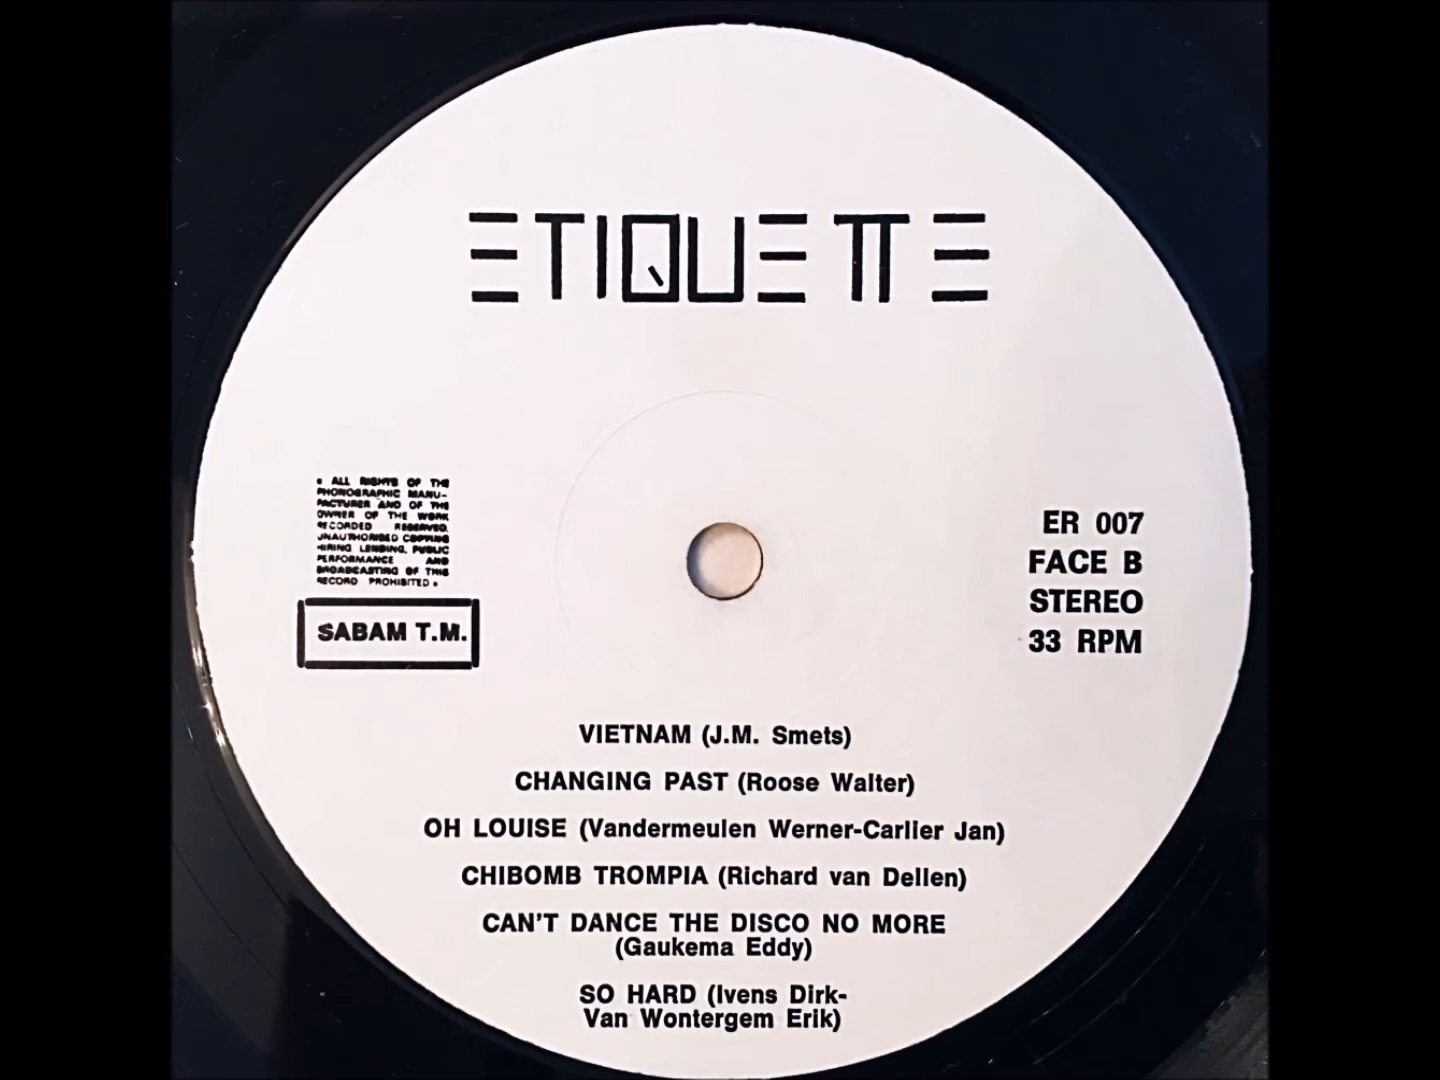 ETIQUETTE
• ALL RIGHTS OF THE
PHONOGRAPHIC MANU-
FACTURER AND OF THE
OWNER OF THE WORK
RECORDED RESERVED.
UNAUTHORISED COPYING
HIRING LENDING, PUBLIC
PERFORMANCE AND
BROADCASTING OF THIS
RECORD PROHIBITED •
SABAM T.M.
ER 007
FACE B
STEREO
33 RPM
VIETNAM (J.M. Smets)
CHANGING PAST (Roose Walter)
OH LOUISE (Vandermeulen Werner-Carlier Jan)
CHIBOMB TROMPIA (Richard van Dellen)
CAN'T DANCE THE DISCO NO MORE
(Gaukema Eddy)
SO HARD (Ivens Dirk-
Van Wontergem Erik)